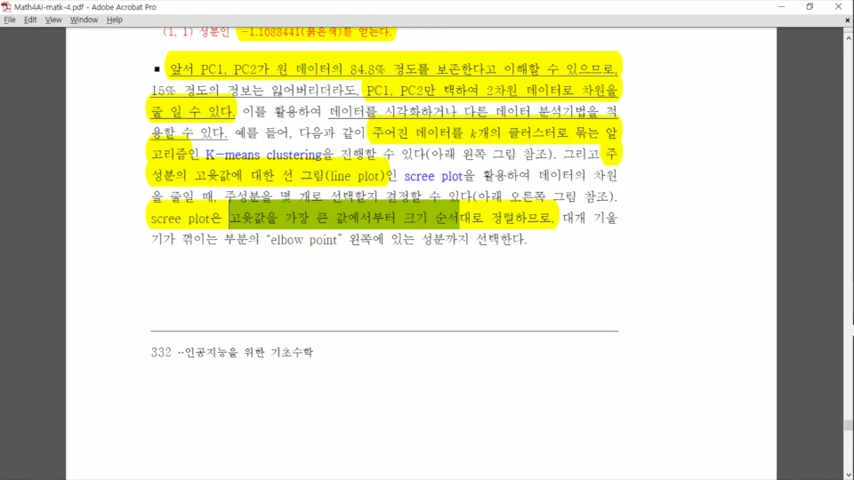 Math4AI-matk-4.pdf - Adobe Acrobat Pro
File Edit View Window Help
(1, 1) 성분인 -1.1088441(붉은색)를 얻는다.
▪ 앞서 PC1, PC2가 원 데이터의 84.8% 정도를 보존한다고 이해할 수 있으므로,
15% 정도의 정보는 잃어버리더라도, PC1, PC2만 택하여 2차원 데이터로 차원을
줄 일 수 있다. 이를 활용하여 데이터를 시각화하거나 다른 데이터 분석기법을 적
용할 수 있다. 예를 들어, 다음과 같이 주어진 데이터를 k개의 클러스터로 묶는 알
고리즘인 K-means clustering을 진행할 수 있다(아래 왼쪽 그림 참조). 그리고 주
성분의 고윳값에 대한 선 그림(line plot)인 scree plot을 활용하여 데이터의 차원
을 줄일 때, 주성분을 몇 개로 선택할지 결정할 수 있다(아래 오른쪽 그림 참조).
scree plot은 고윳값을 가장 큰 값에서부터 크기 순서대로 정렬하므로, 대개 기울
기가 꺾이는 부분의 “elbow point” 왼쪽에 있는 성분까지 선택한다.
332 ··인공지능을 위한 기초수학